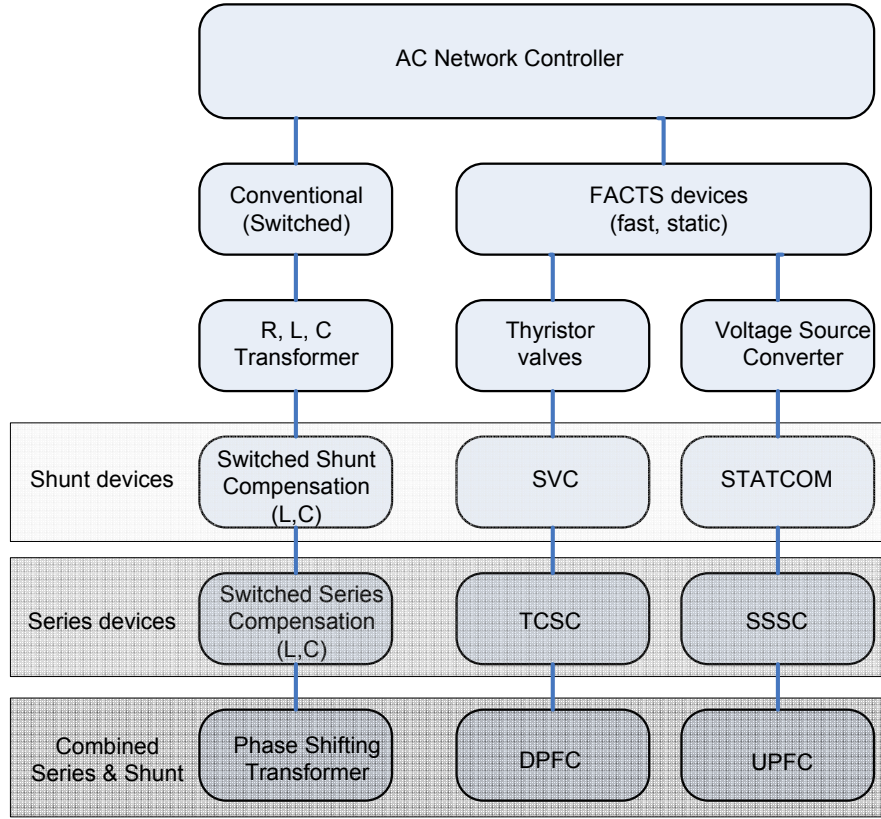 AC Network Controller
Conventional
(Switched)
FACTS devices
(fast, static)
R, L, C
Transformer
Thyristor
valves
Voltage Source
Converter
Shunt devices
Switched Shunt
Compensation
(L,C)
SVC
STATCOM
Series devices
Switched Series
Compensation
(L,C)
TCSC
SSSC
Combined
Series & Shunt
Phase Shifting
Transformer
DPFC
UPFC